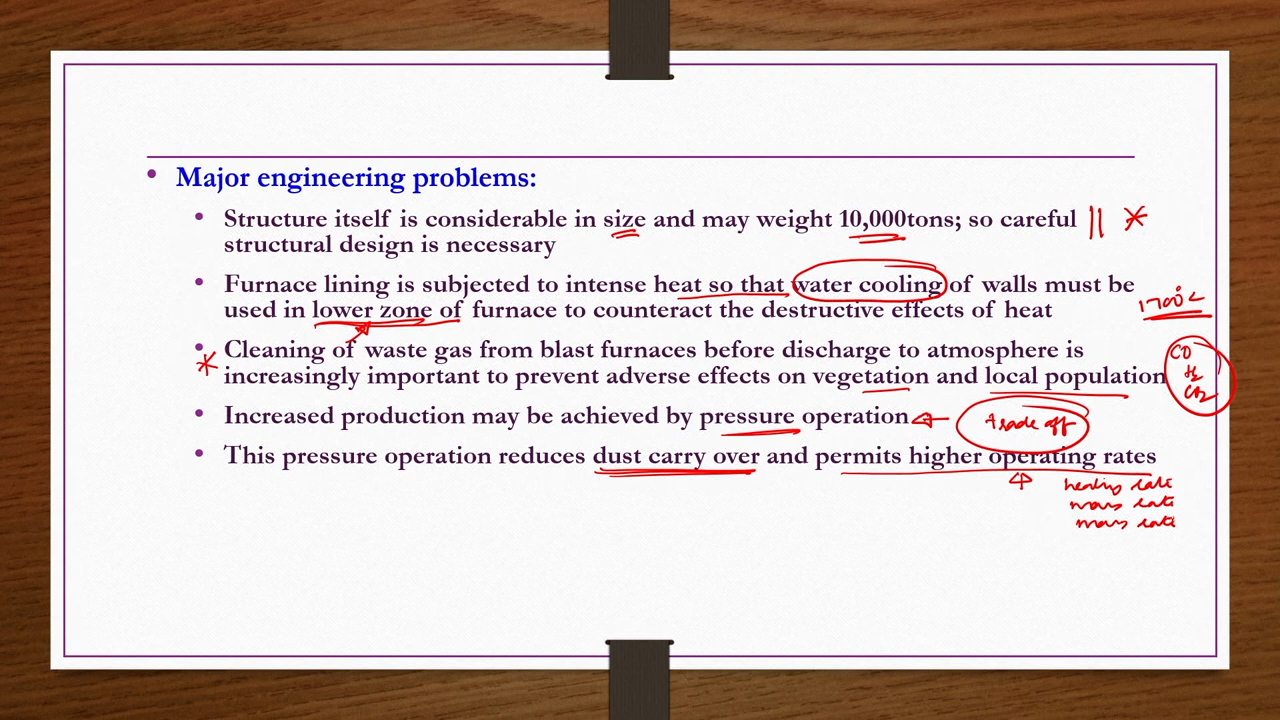 • Major engineering problems:
• Structure itself is considerable in size and may weight 10,000tons; so careful
structural design is necessary
• Furnace lining is subjected to intense heat so that water cooling of walls must be
used in lower zone of furnace to counteract the destructive effects of heat
1700°C
• Cleaning of waste gas from blast furnaces before discharge to atmosphere is
increasingly important to prevent adverse effects on vegetation and local population
CO
H2
CO2
• Increased production may be achieved by pressure operation
trade off
• This pressure operation reduces dust carry over and permits higher operating rates
heating rate
mass rate
mass rate